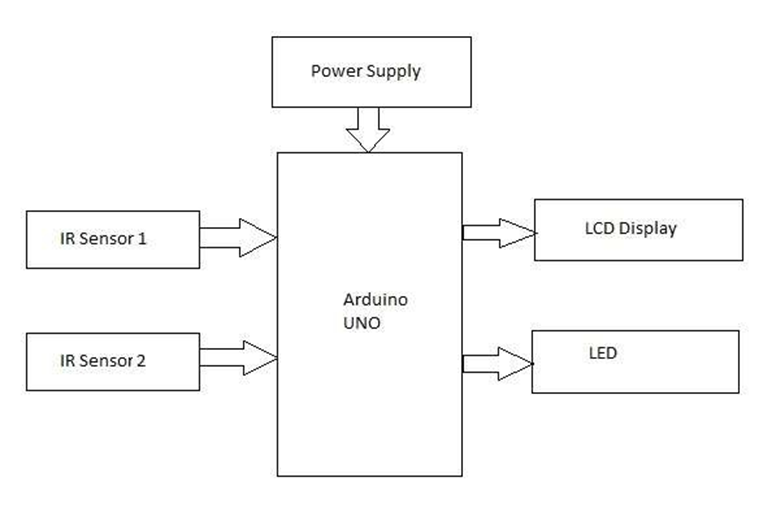 Power Supply
IR Sensor 1
LCD Display
Arduino
UNO
IR Sensor 2
LED